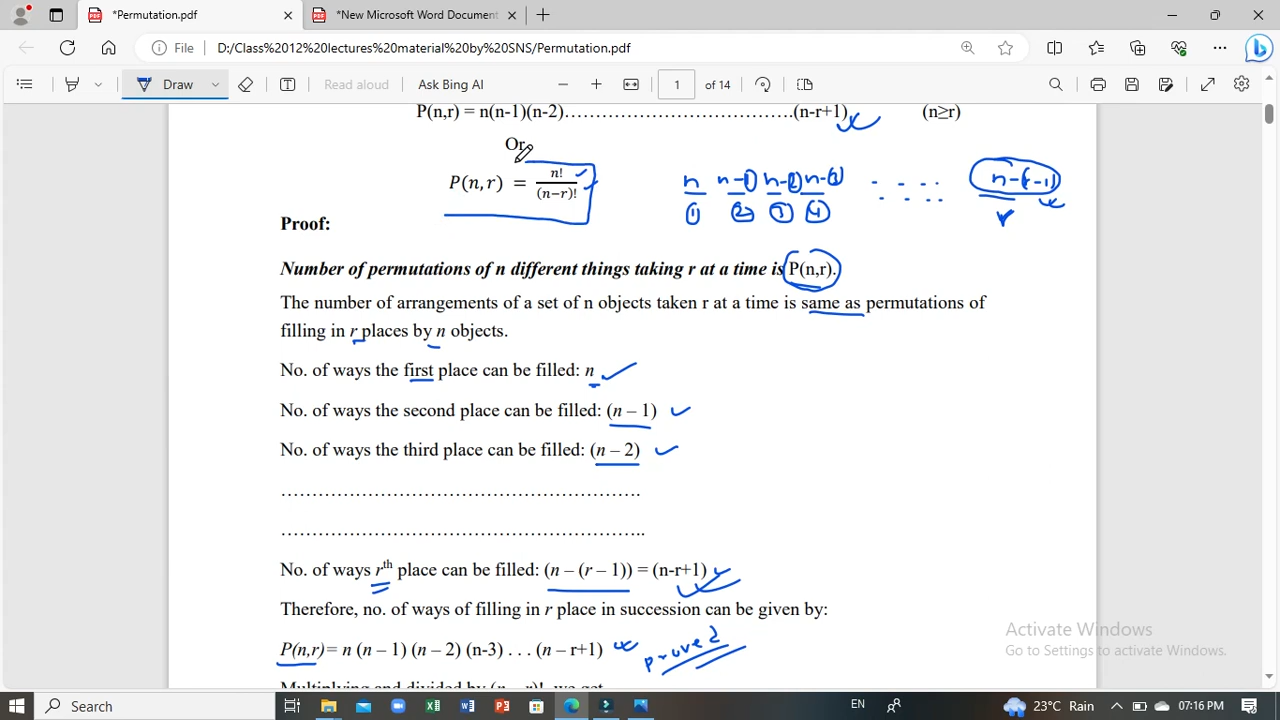 *Permutation.pdf
*New Microsoft Word Document
File D:/Class%2012%20lectures%20material%20by%20SNS/Permutation.pdf
Draw Read aloud Ask Bing AI 1 of 14
P(n,r) = n(n-1)(n-2)……………………………….(n-r+1) (n≥r)
Or
P(n,r) = n!/(n−r)!
n n-1 n-2 n-3 n-(r-1)
1 2 3 4 r
Proof:
Number of permutations of n different things taking r at a time is P(n,r).
The number of arrangements of a set of n objects taken r at a time is same as permutations of
filling in r places by n objects.
No. of ways the first place can be filled: n
No. of ways the second place can be filled: (n – 1)
No. of ways the third place can be filled: (n – 2)
………………………………………………….
…………………………………………………..
No. of ways rth place can be filled: (n – (r – 1)) = (n-r+1)
Therefore, no. of ways of filling in r place in succession can be given by:
P(n,r)= n (n – 1) (n – 2) (n-3) . . . (n – r+1) proved
Multiplying and divided by (n – r)!, we get
Activate Windows
Go to Settings to activate Windows.
Search EN 23°C Rain 07:16 PM